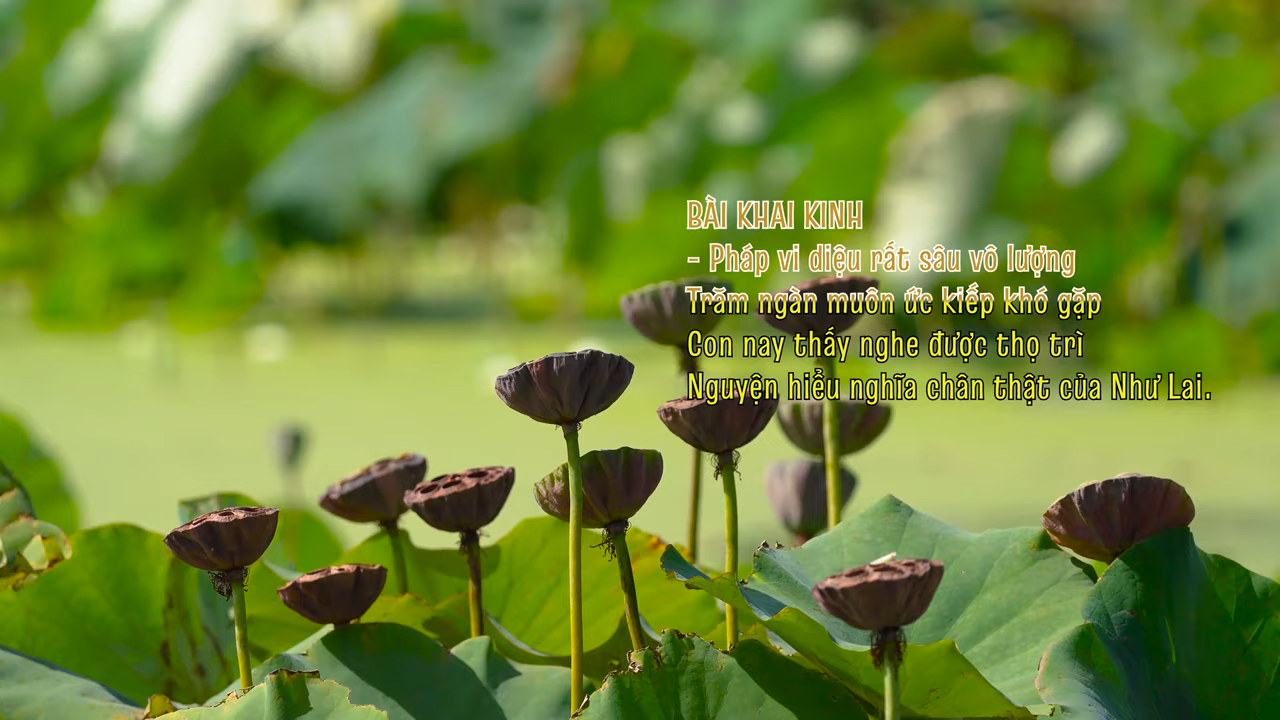 BÀI KHAI KINH
- Pháp vi diệu rất sâu vô lượng
Trăm ngàn muôn ức kiếp khó gặp
Con nay thấy nghe được thọ trì
Nguyện hiểu nghĩa chân thật của Như Lai.